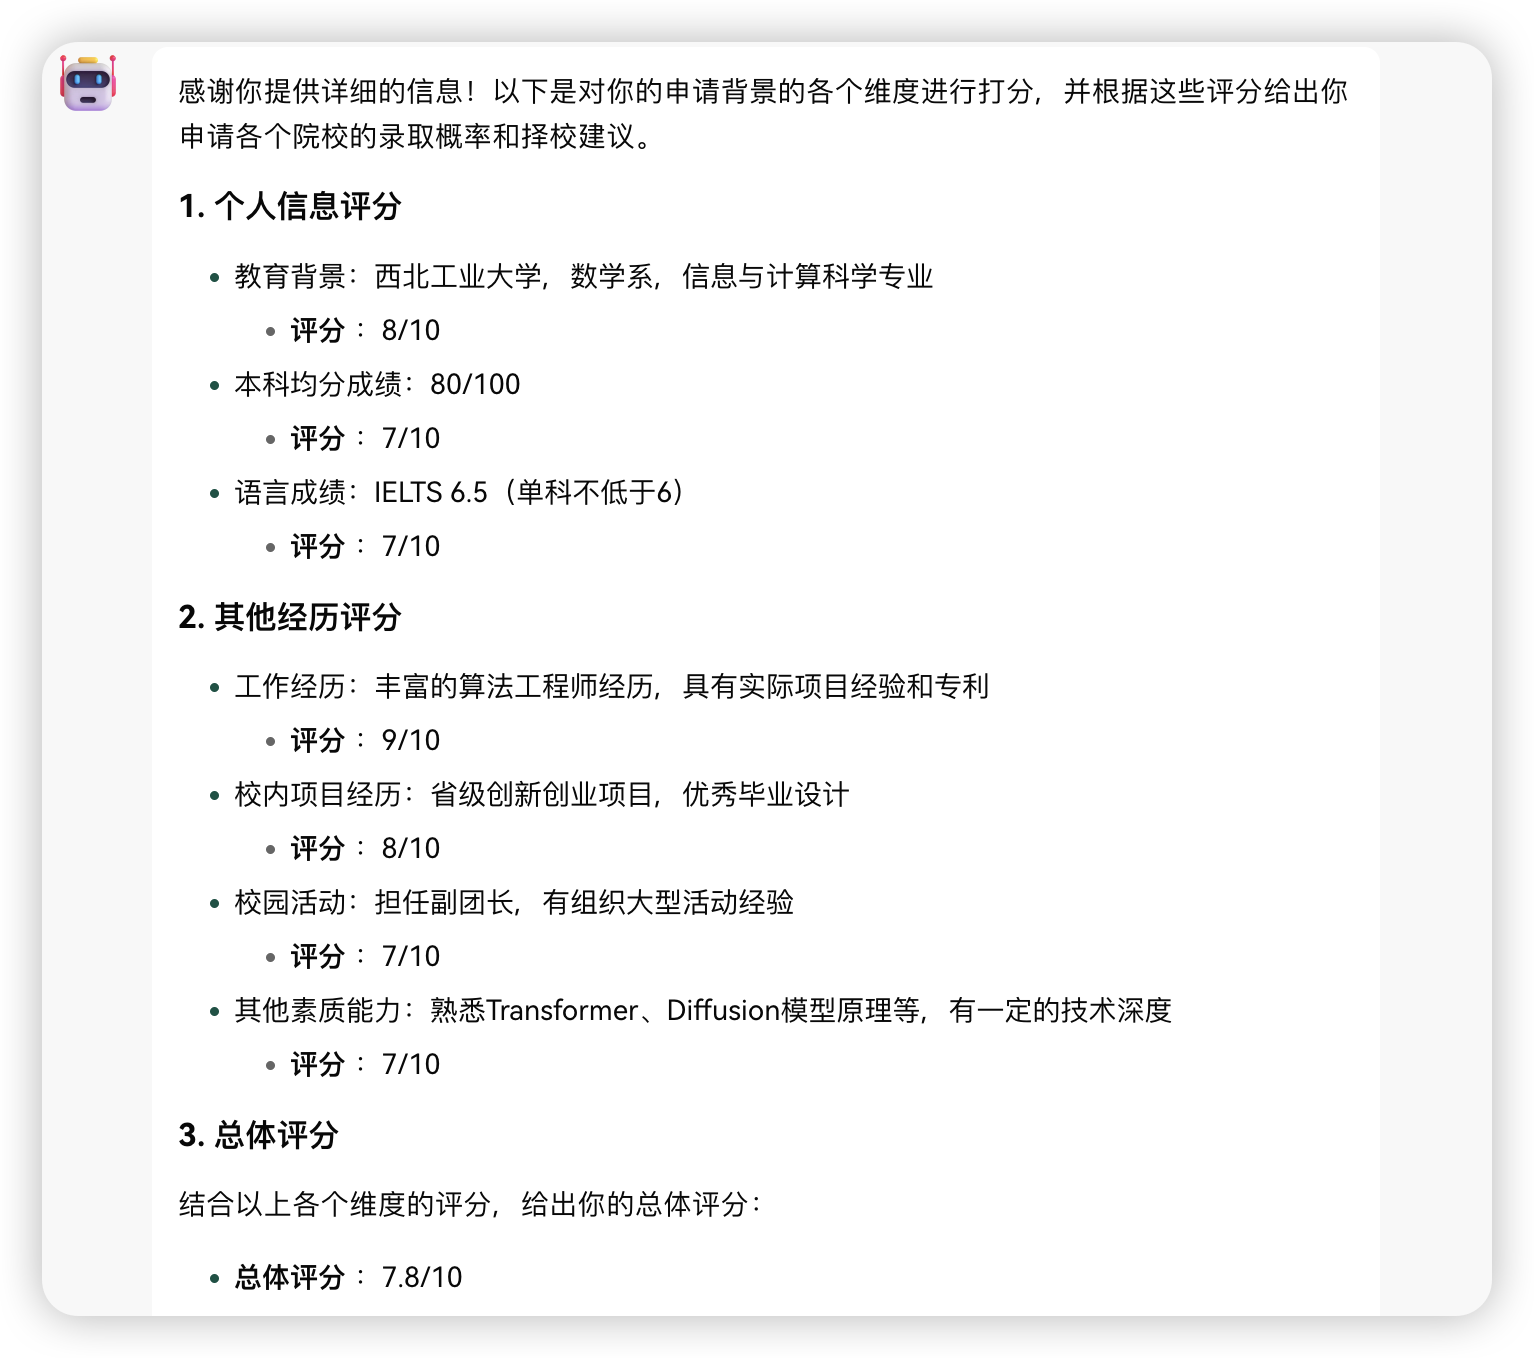 感谢你提供详细的信息！以下是对你的申请背景的各个维度进行打分，并根据这些评分给出你
申请各个院校的录取概率和择校建议。
1. 个人信息评分
• 教育背景：西北工业大学，数学系，信息与计算科学专业
• 评分 ：8/10
• 本科均分成绩：80/100
• 评分 ：7/10
• 语言成绩：IELTS 6.5（单科不低于6）
• 评分 ：7/10
2. 其他经历评分
• 工作经历：丰富的算法工程师经历，具有实际项目经验和专利
• 评分 ：9/10
• 校内项目经历：省级创新创业项目，优秀毕业设计
• 评分 ：8/10
• 校园活动：担任副团长，有组织大型活动经验
• 评分 ：7/10
• 其他素质能力：熟悉Transformer、Diffusion模型原理等，有一定的技术深度
• 评分 ：7/10
3. 总体评分
结合以上各个维度的评分，给出你的总体评分：
• 总体评分 ：7.8/10